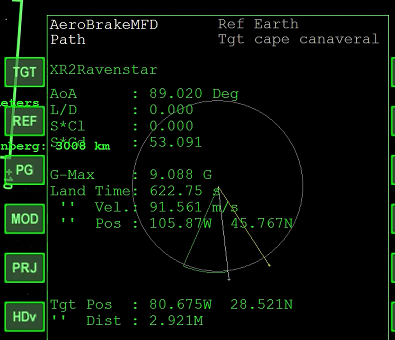 AeroBrakeMFD Ref Earth
Path Tgt cape canaveral
XR2Ravenstar
TGT
AoA : 89.020 Deg
eters
L/D : 0.000
REF
S*Cl : 0.000
S*Cd : 53.091
nberg: 3006 km
PG
G-Max : 9.088 G
Land Time: 622.75 s
'' Vel.: 91.561 m/s
MOD
'' Pos : 105.87W 45.767N
PRJ
Tgt Pos : 80.675W 28.521N
HDv
'' Dist : 2.921M